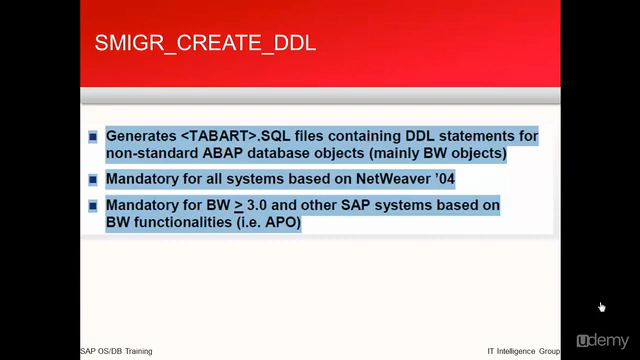 SMIGR_CREATE_DDL
Generates <TABART>.SQL files containing DDL statements for
non-standard ABAP database objects (mainly BW objects)
Mandatory for all systems based on NetWeaver ’04
Mandatory for BW ≥ 3.0 and other SAP systems based on
BW functionalities (i.e. APO)
SAP OS/DB Training
IT Intelligence Group
udemy